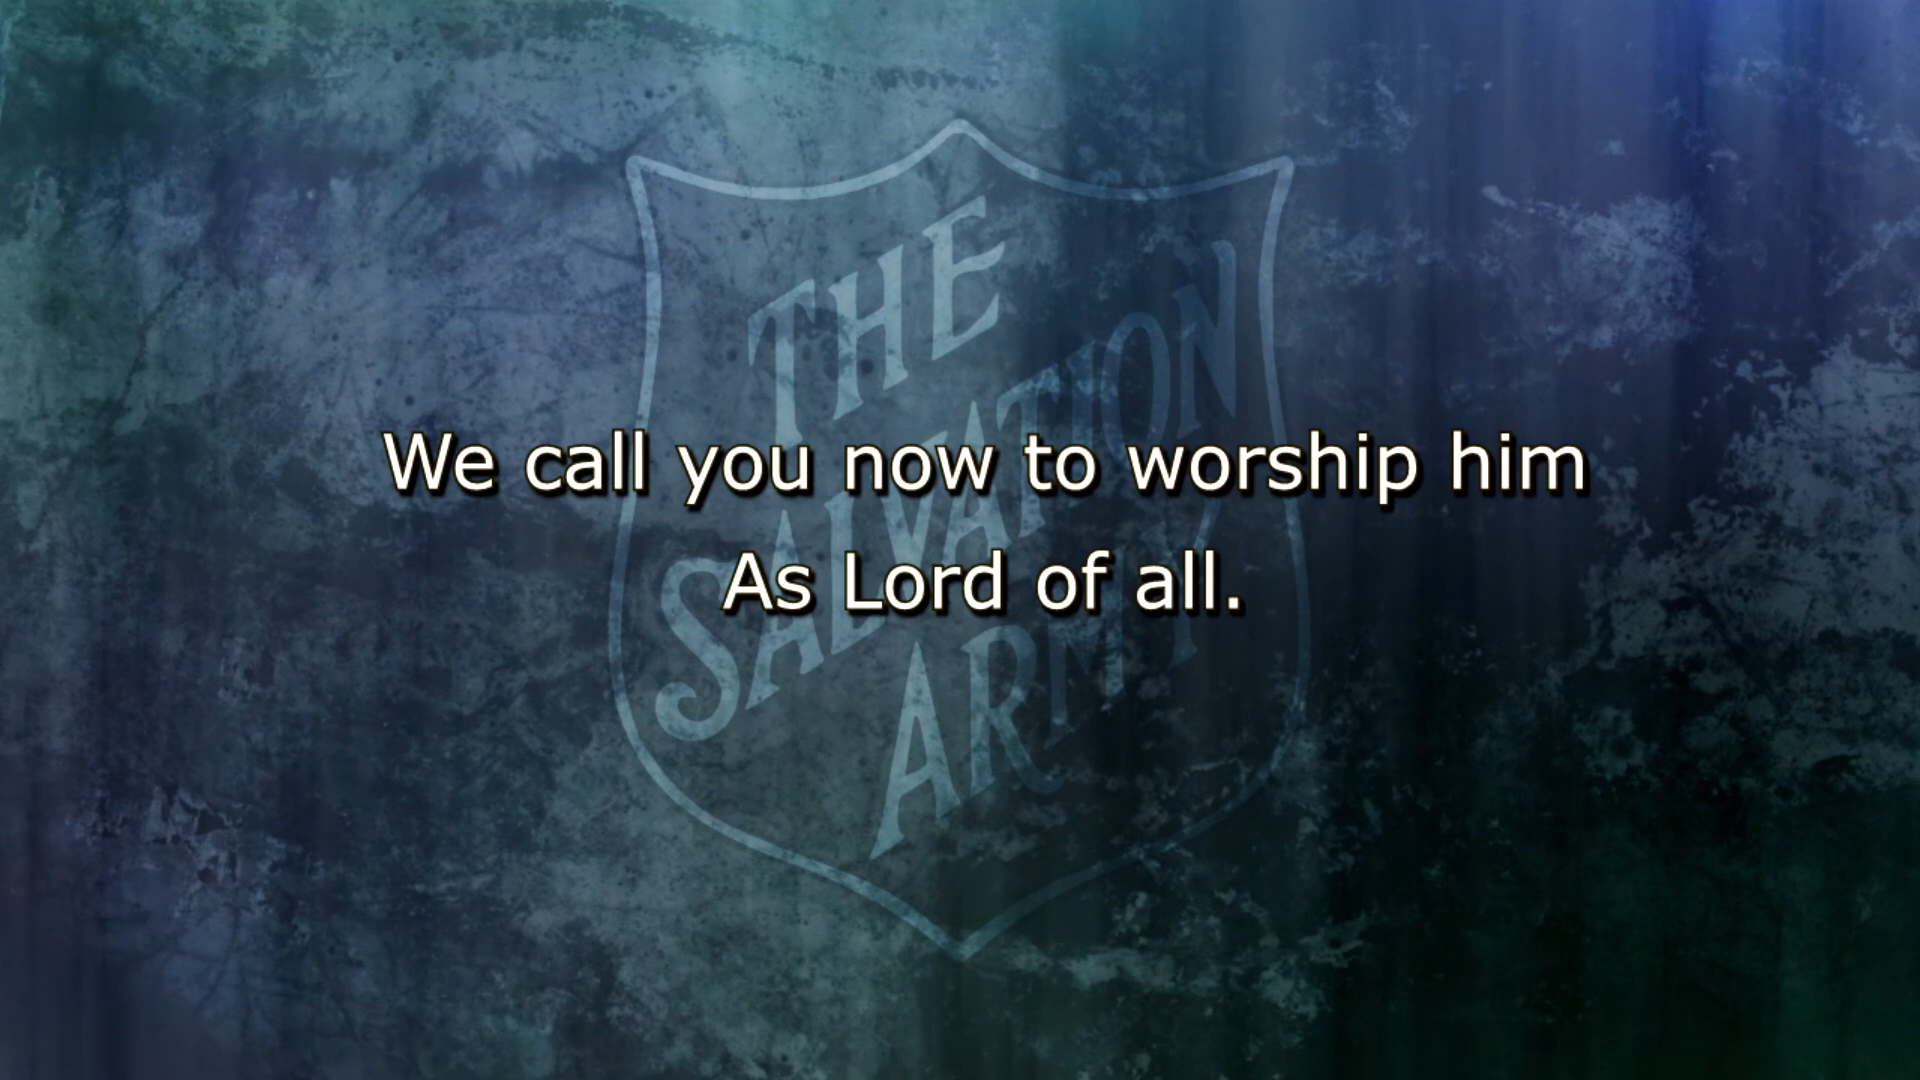 THE
SALVATION
ARMY
We call you now to worship him
As Lord of all.